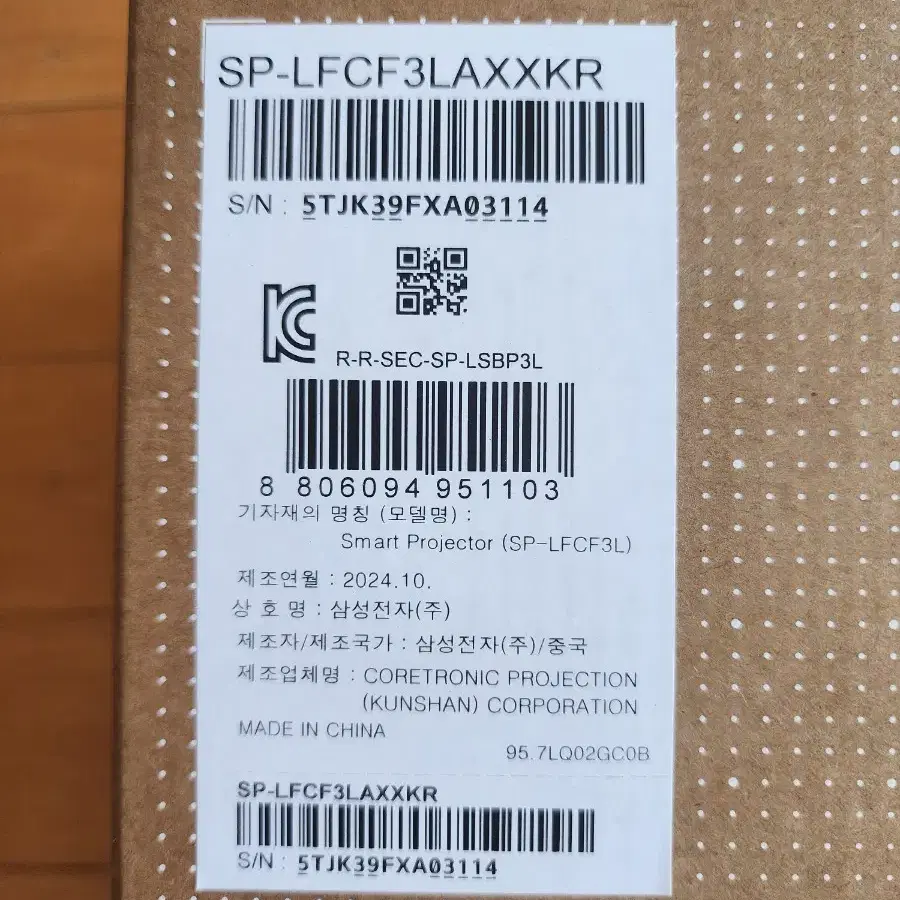 SP-LFCF3LAXXKR
S/N : 5TJK39FXA03114
R-R-SEC-SP-LSBP3L
8 806094 951103
기자재의 명칭 (모델명) :
Smart Projector (SP-LFCF3L)
제조연월 : 2024.10.
상 호 명 : 삼성전자(주)
제조자/제조국가 : 삼성전자(주)/중국
제조업체명 : CORETRONIC PROJECTION
(KUNSHAN) CORPORATION
MADE IN CHINA
95.7LQ02GC0B
SP-LFCF3LAXXKR
S/N : 5TJK39FXA03114